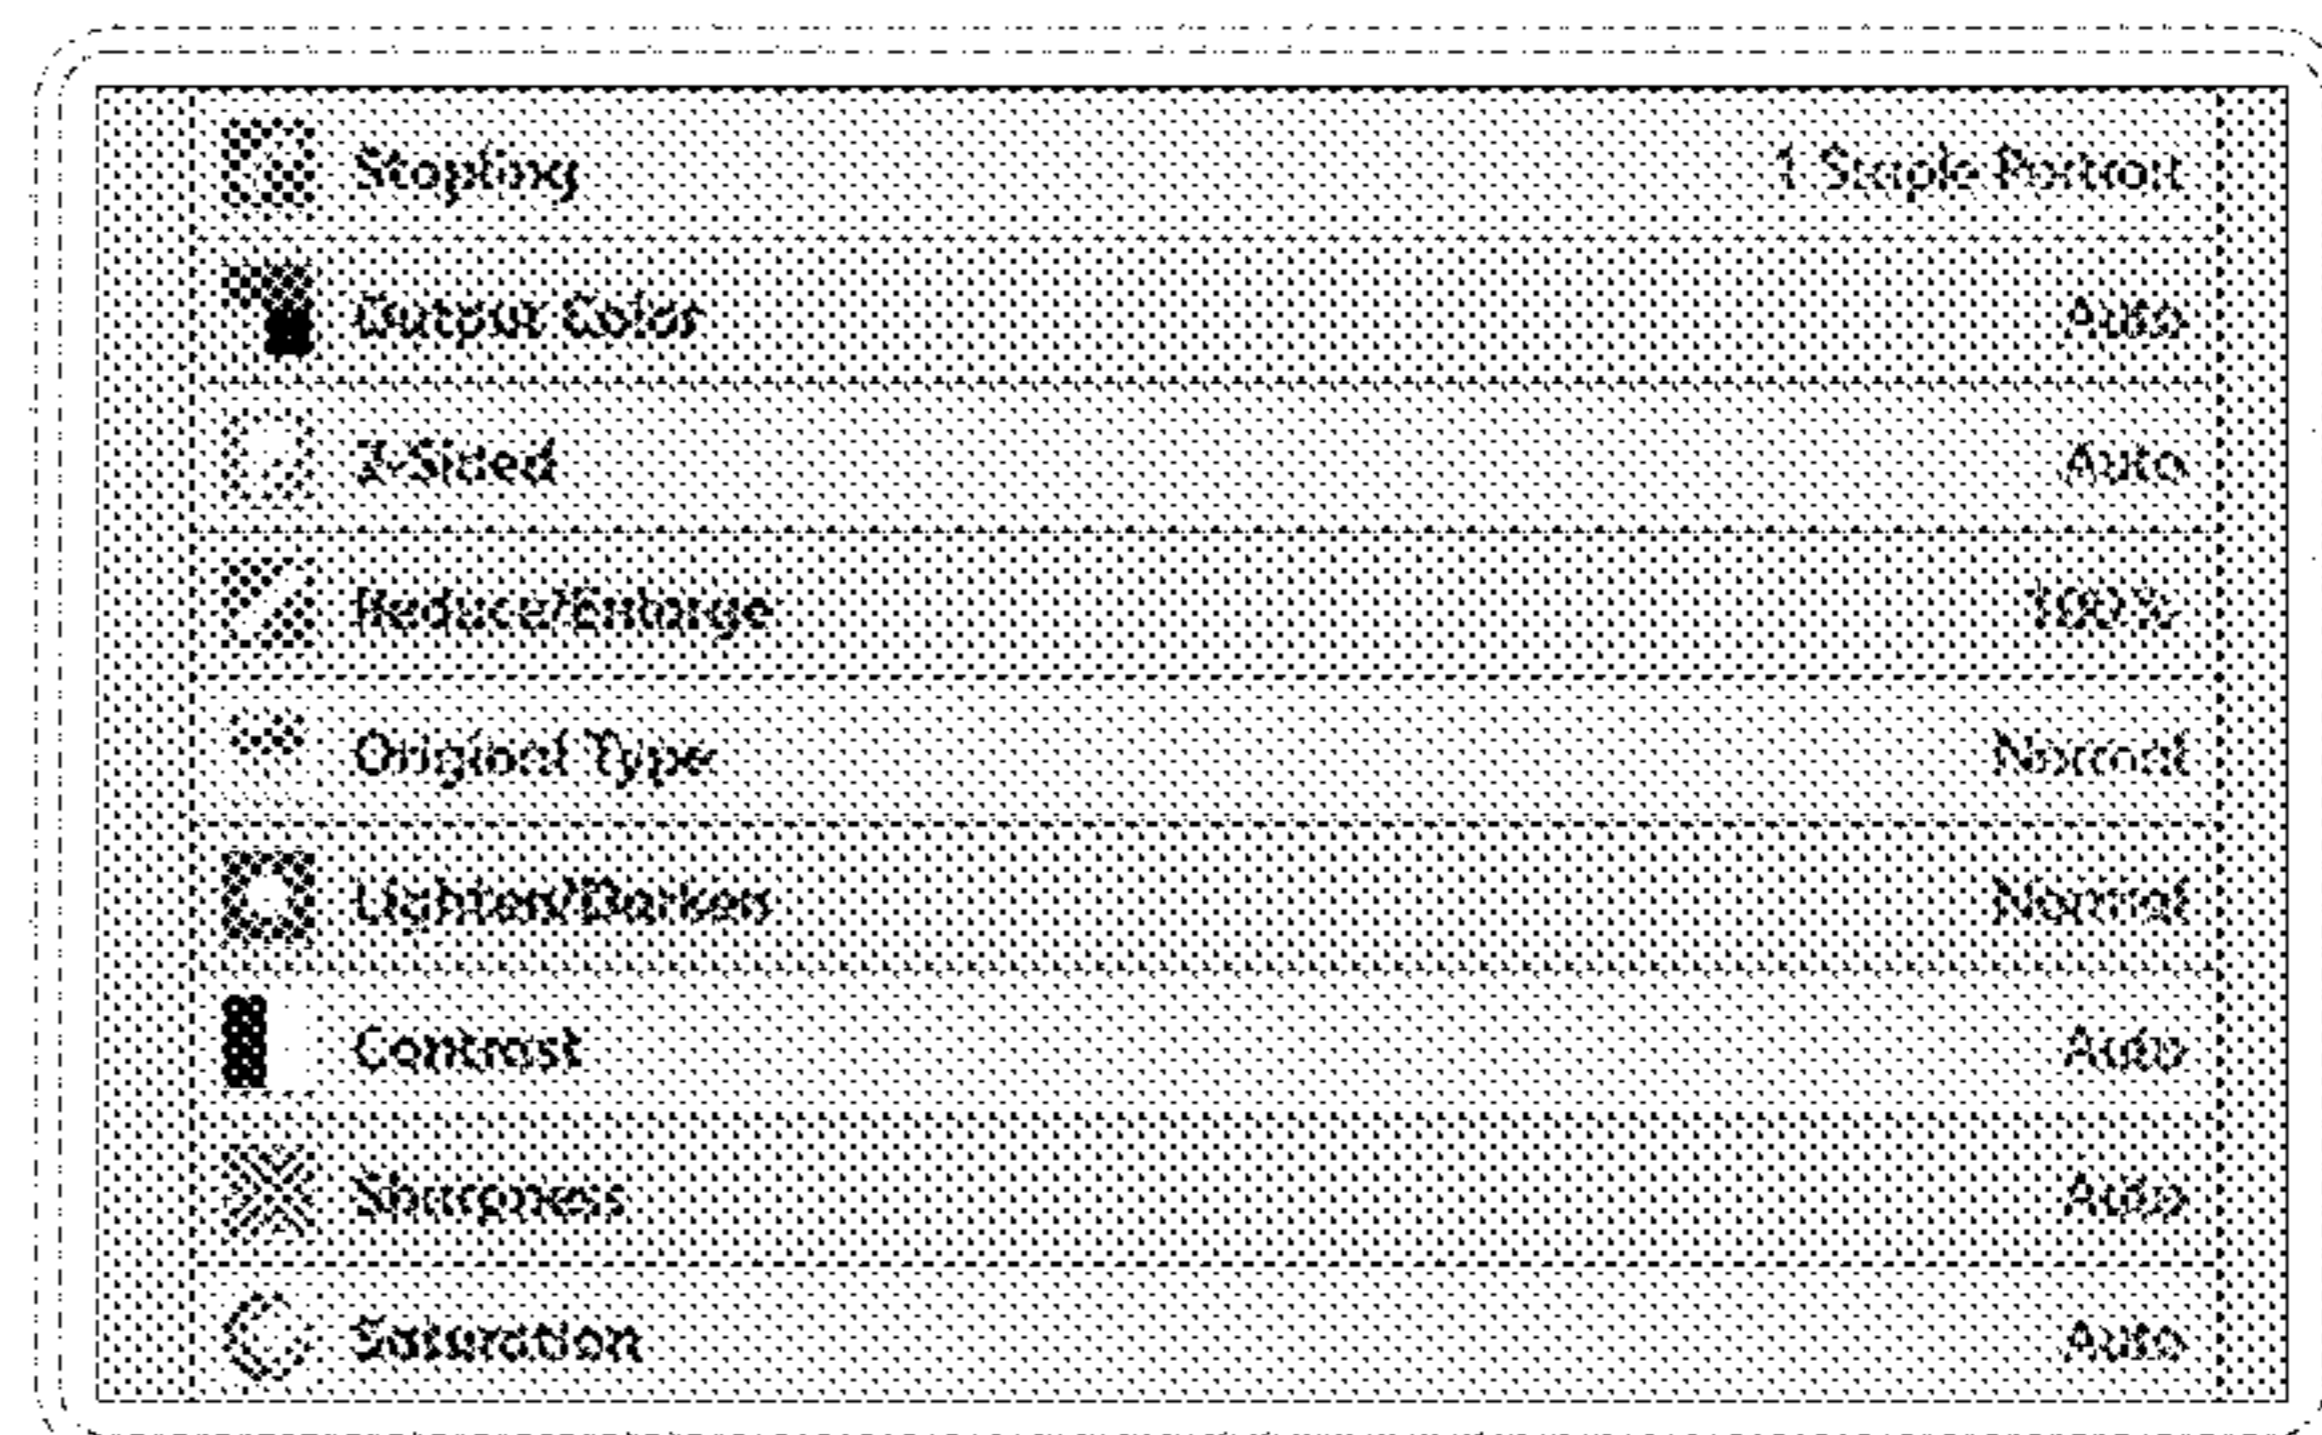 Stapling 1 Staple Portrait
Output Color Auto
2-Sided Auto
Reduce/Enlarge 100%
Original Type Normal
Lighten/Darken Normal
Contrast Auto
Sharpness Auto
Saturation Auto